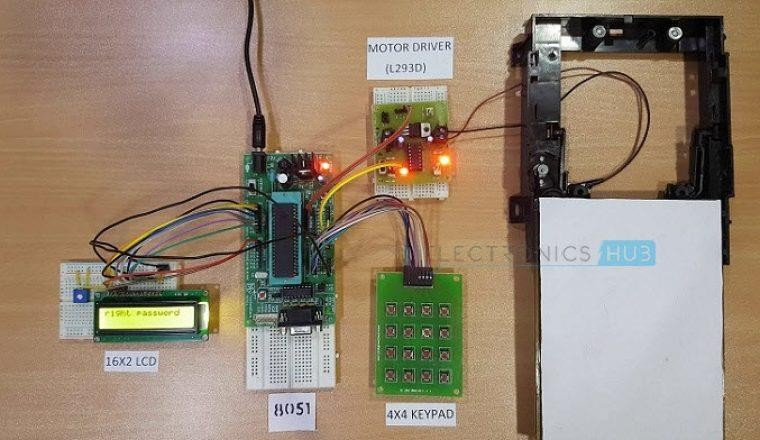 MOTOR DRIVER
(L293D)
ELECTRONICS HUB
right password
16X2 LCD
8051
4X4 KEYPAD